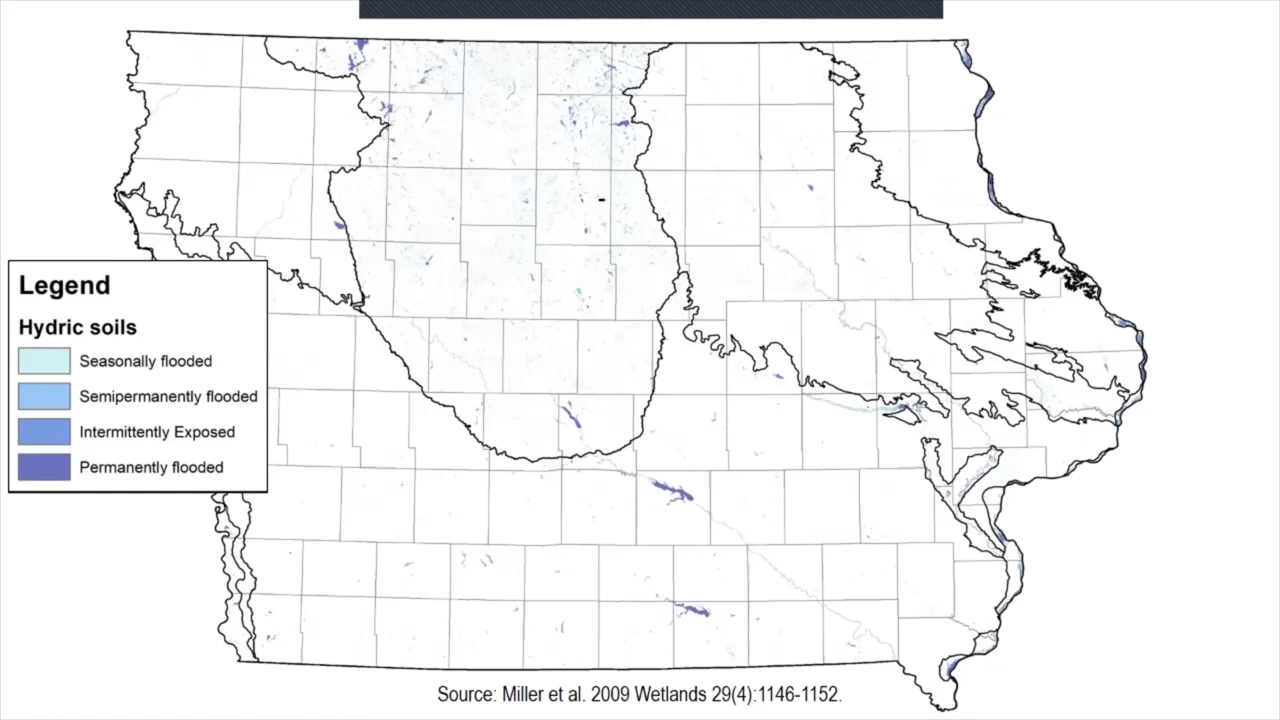 Legend
Hydric soils
Seasonally flooded
Semipermanently flooded
Intermittently Exposed
Permanently flooded
Source: Miller et al. 2009 Wetlands 29(4):1146-1152.